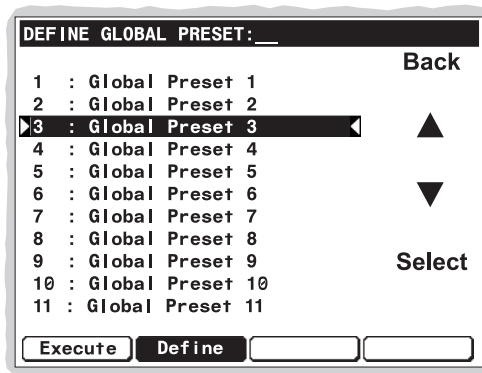 DEFINE GLOBAL PRESET:__
Back
1 : Global Preset 1
2 : Global Preset 2
3 : Global Preset 3
4 : Global Preset 4
5 : Global Preset 5
6 : Global Preset 6
7 : Global Preset 7
8 : Global Preset 8
9 : Global Preset 9
Select
10 : Global Preset 10
11 : Global Preset 11
Execute Define